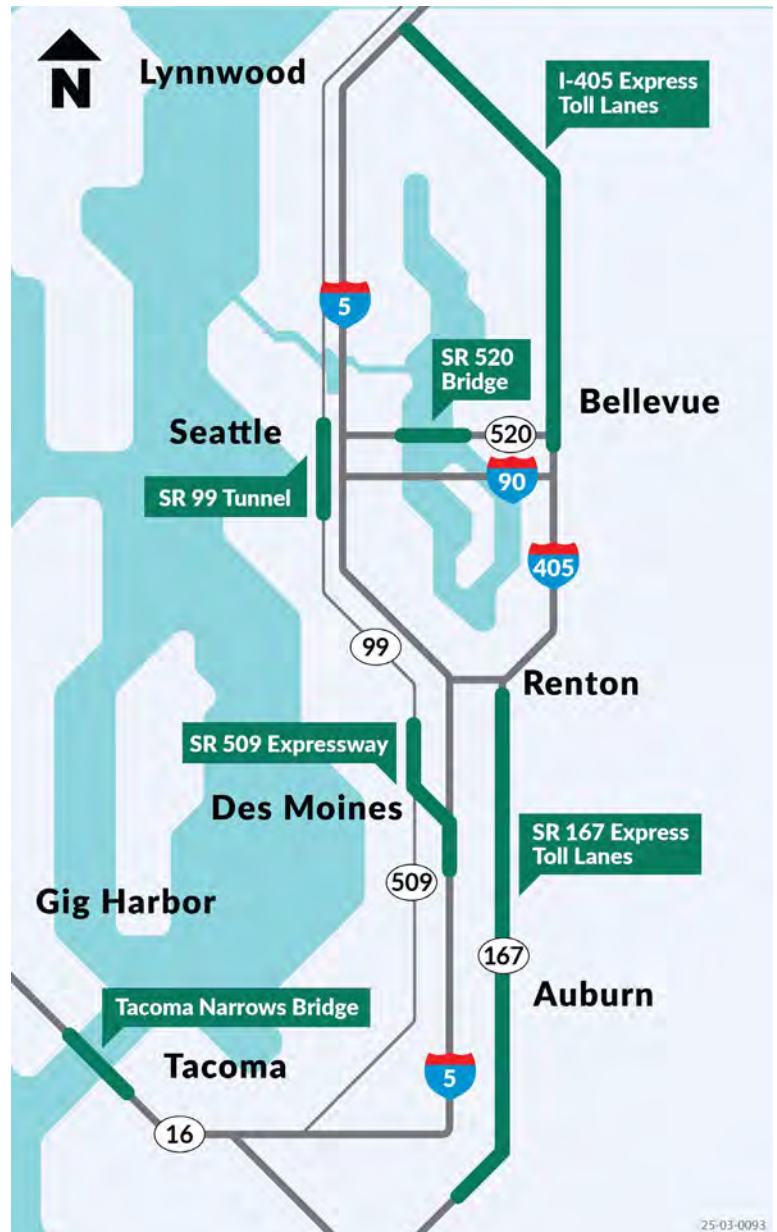 N
Lynnwood
I-405 Express
Toll Lanes
5
SR 520
Bridge
Bellevue
Seattle
520
SR 99 Tunnel
90
405
99
Renton
SR 509 Expressway
Des Moines
SR 167 Express
Toll Lanes
509
Gig Harbor
167
Auburn
Tacoma Narrows Bridge
Tacoma
5
16
25-03-0093